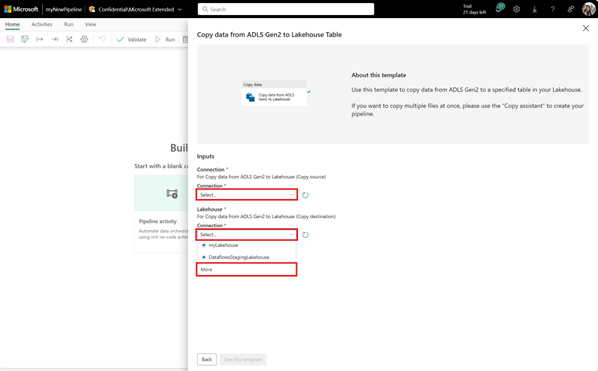 Microsoft myNewPipeline Confidential\Microsoft Extended Search Trial:
21 days left
Home Activities Run View
Validate Run
Buil
Start with a blank ca
Pipeline activity
Automate data orchestra
using rich no-code activ
Copy data from ADLS Gen2 to Lakehouse Table
Copy data
Copy data from ADLS
Gen2 to Lakehouse
About this template
Use this template to copy data from ADLS Gen2 to a specified table in your Lakehouse.
If you want to copy multiple files at once, please use the "Copy assistant" to create your
pipeline.
Inputs
Connection *
For Copy data from ADLS Gen2 to Lakehouse (Copy source)
Connection *
Select...
Lakehouse *
For Copy data from ADLS Gen2 to Lakehouse (Copy destination)
Connection *
Select...
myLakehouse
DataflowsStagingLakehouse
More
Back Use this template